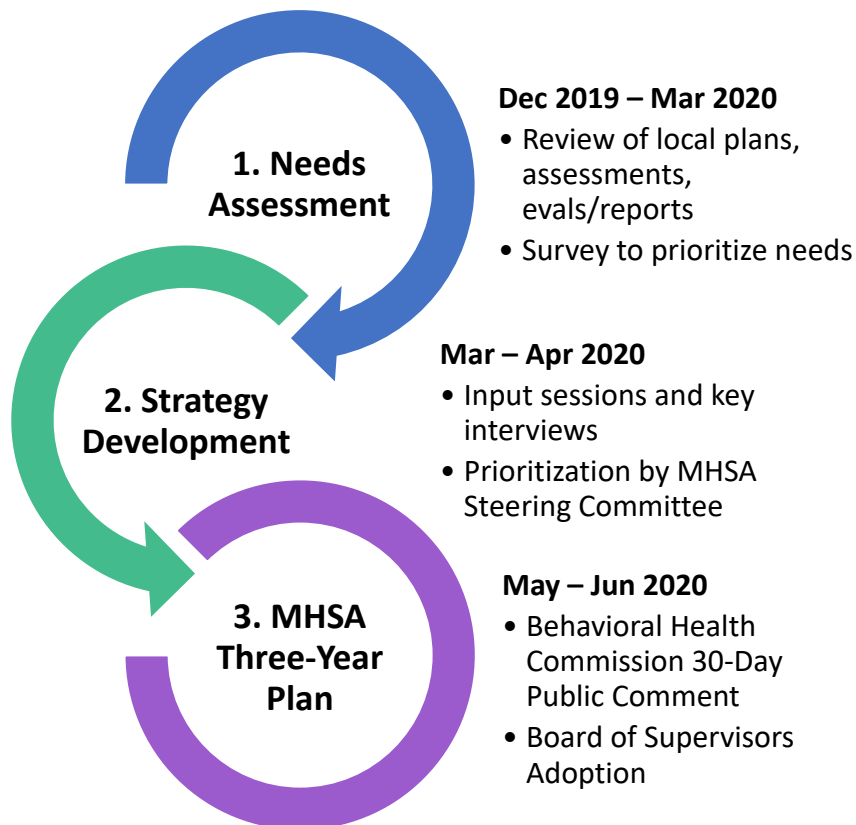 1. Needs
Assessment
Dec 2019 – Mar 2020
• Review of local plans,
assessments,
evals/reports
• Survey to prioritize needs
2. Strategy
Development
Mar – Apr 2020
• Input sessions and key
interviews
• Prioritization by MHSA
Steering Committee
3. MHSA
Three-Year
Plan
May – Jun 2020
• Behavioral Health
Commission 30-Day
Public Comment
• Board of Supervisors
Adoption